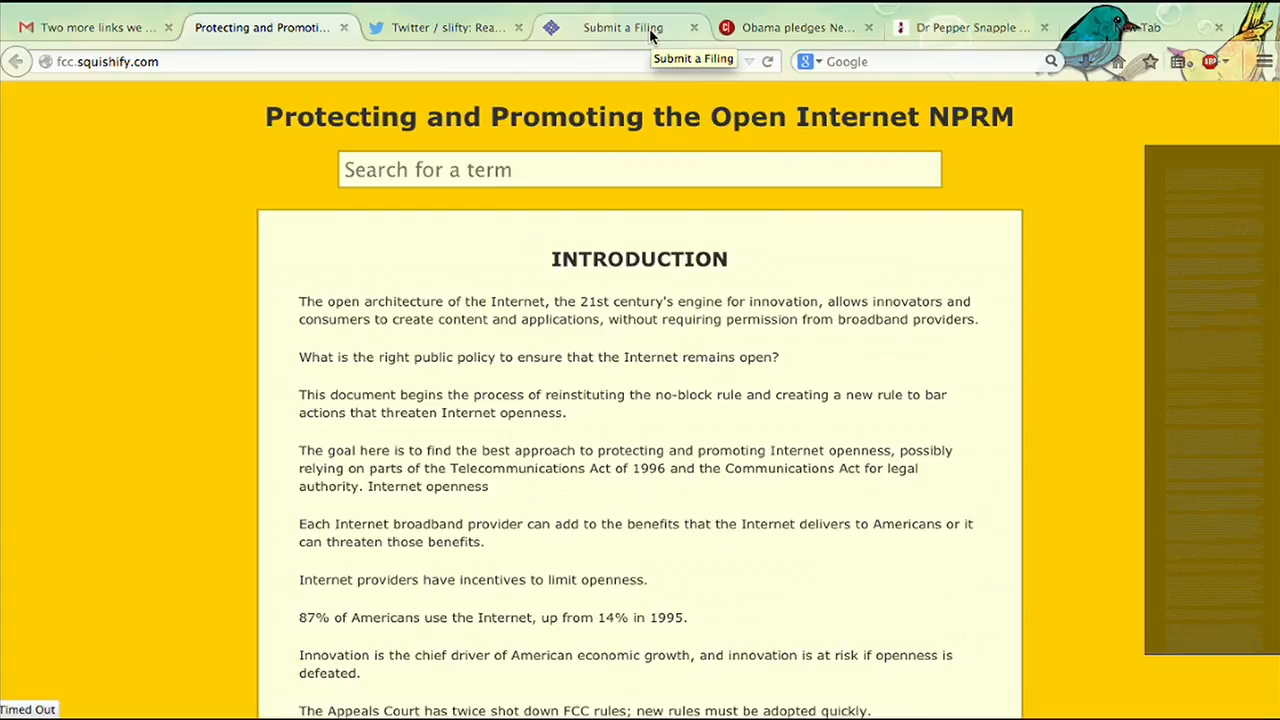 Two more links we ...
Protecting and Promoti...
Twitter / slifty: Rea...
Submit a Filing
Obama pledges Ne...
Dr Pepper Snapple ...
Tab
fcc.squishify.com
Submit a Filing
Google
ABP
Protecting and Promoting the Open Internet NPRM
Search for a term
INTRODUCTION
The open architecture of the Internet, the 21st century's engine for innovation, allows innovators and
consumers to create content and applications, without requiring permission from broadband providers.
What is the right public policy to ensure that the Internet remains open?
This document begins the process of reinstituting the no-block rule and creating a new rule to bar
actions that threaten Internet openness.
The goal here is to find the best approach to protecting and promoting Internet openness, possibly
relying on parts of the Telecommunications Act of 1996 and the Communications Act for legal
authority. Internet openness
Each Internet broadband provider can add to the benefits that the Internet delivers to Americans or it
can threaten those benefits.
Internet providers have incentives to limit openness.
87% of Americans use the Internet, up from 14% in 1995.
Innovation is the chief driver of American economic growth, and innovation is at risk if openness is
defeated.
The Appeals Court has twice shot down FCC rules; new rules must be adopted quickly.
Timed Out